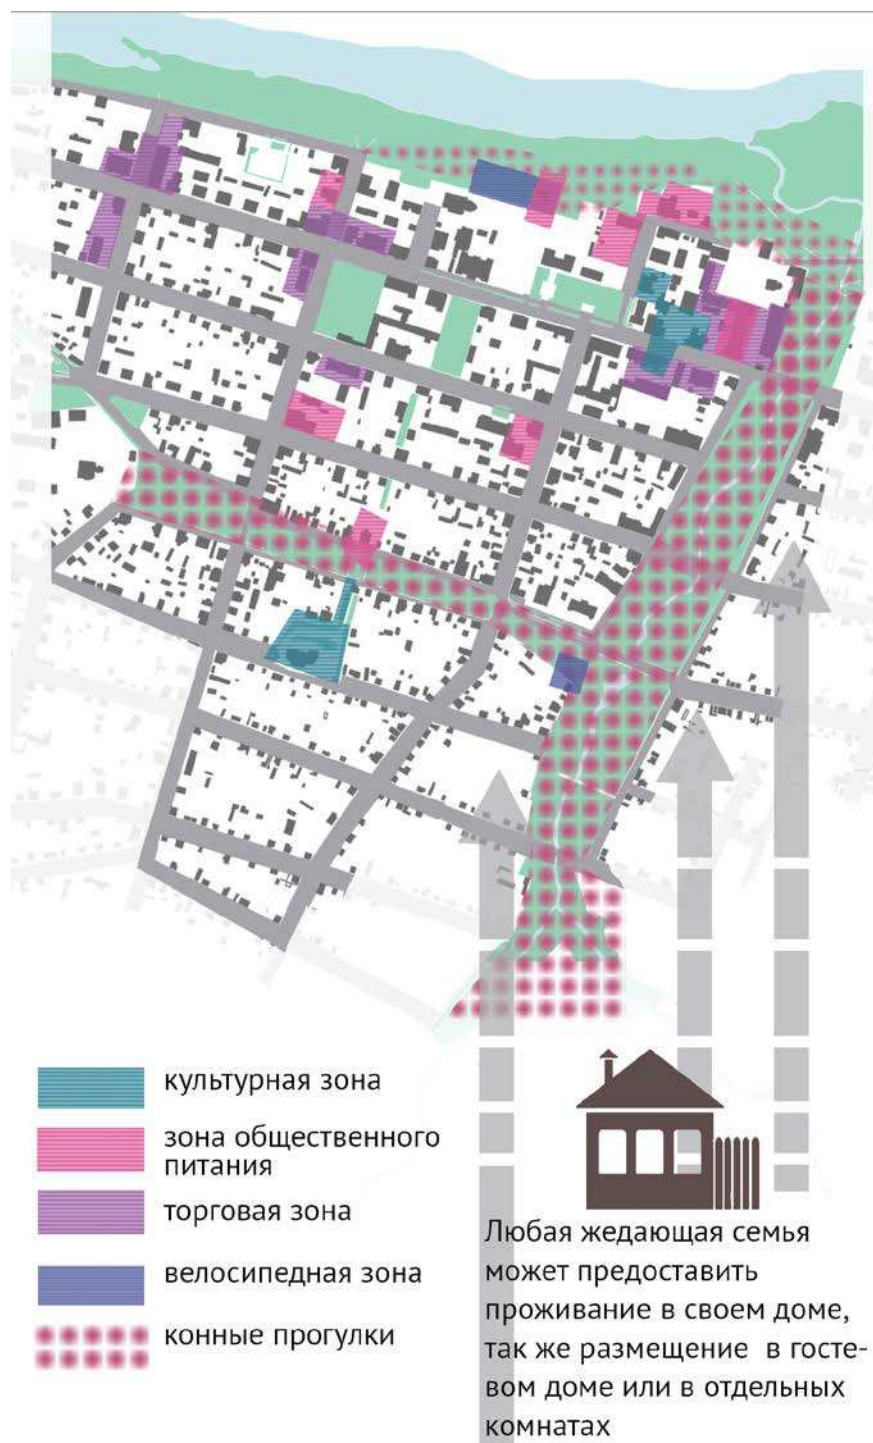 культурная зона
зона общественного
питания
торговая зона
велосипедная зона
конные прогулки
Любая жедающая семья
может предоставить
проживание в своем доме,
так же размещение в госте-
вом доме или в отдельных
комнатах